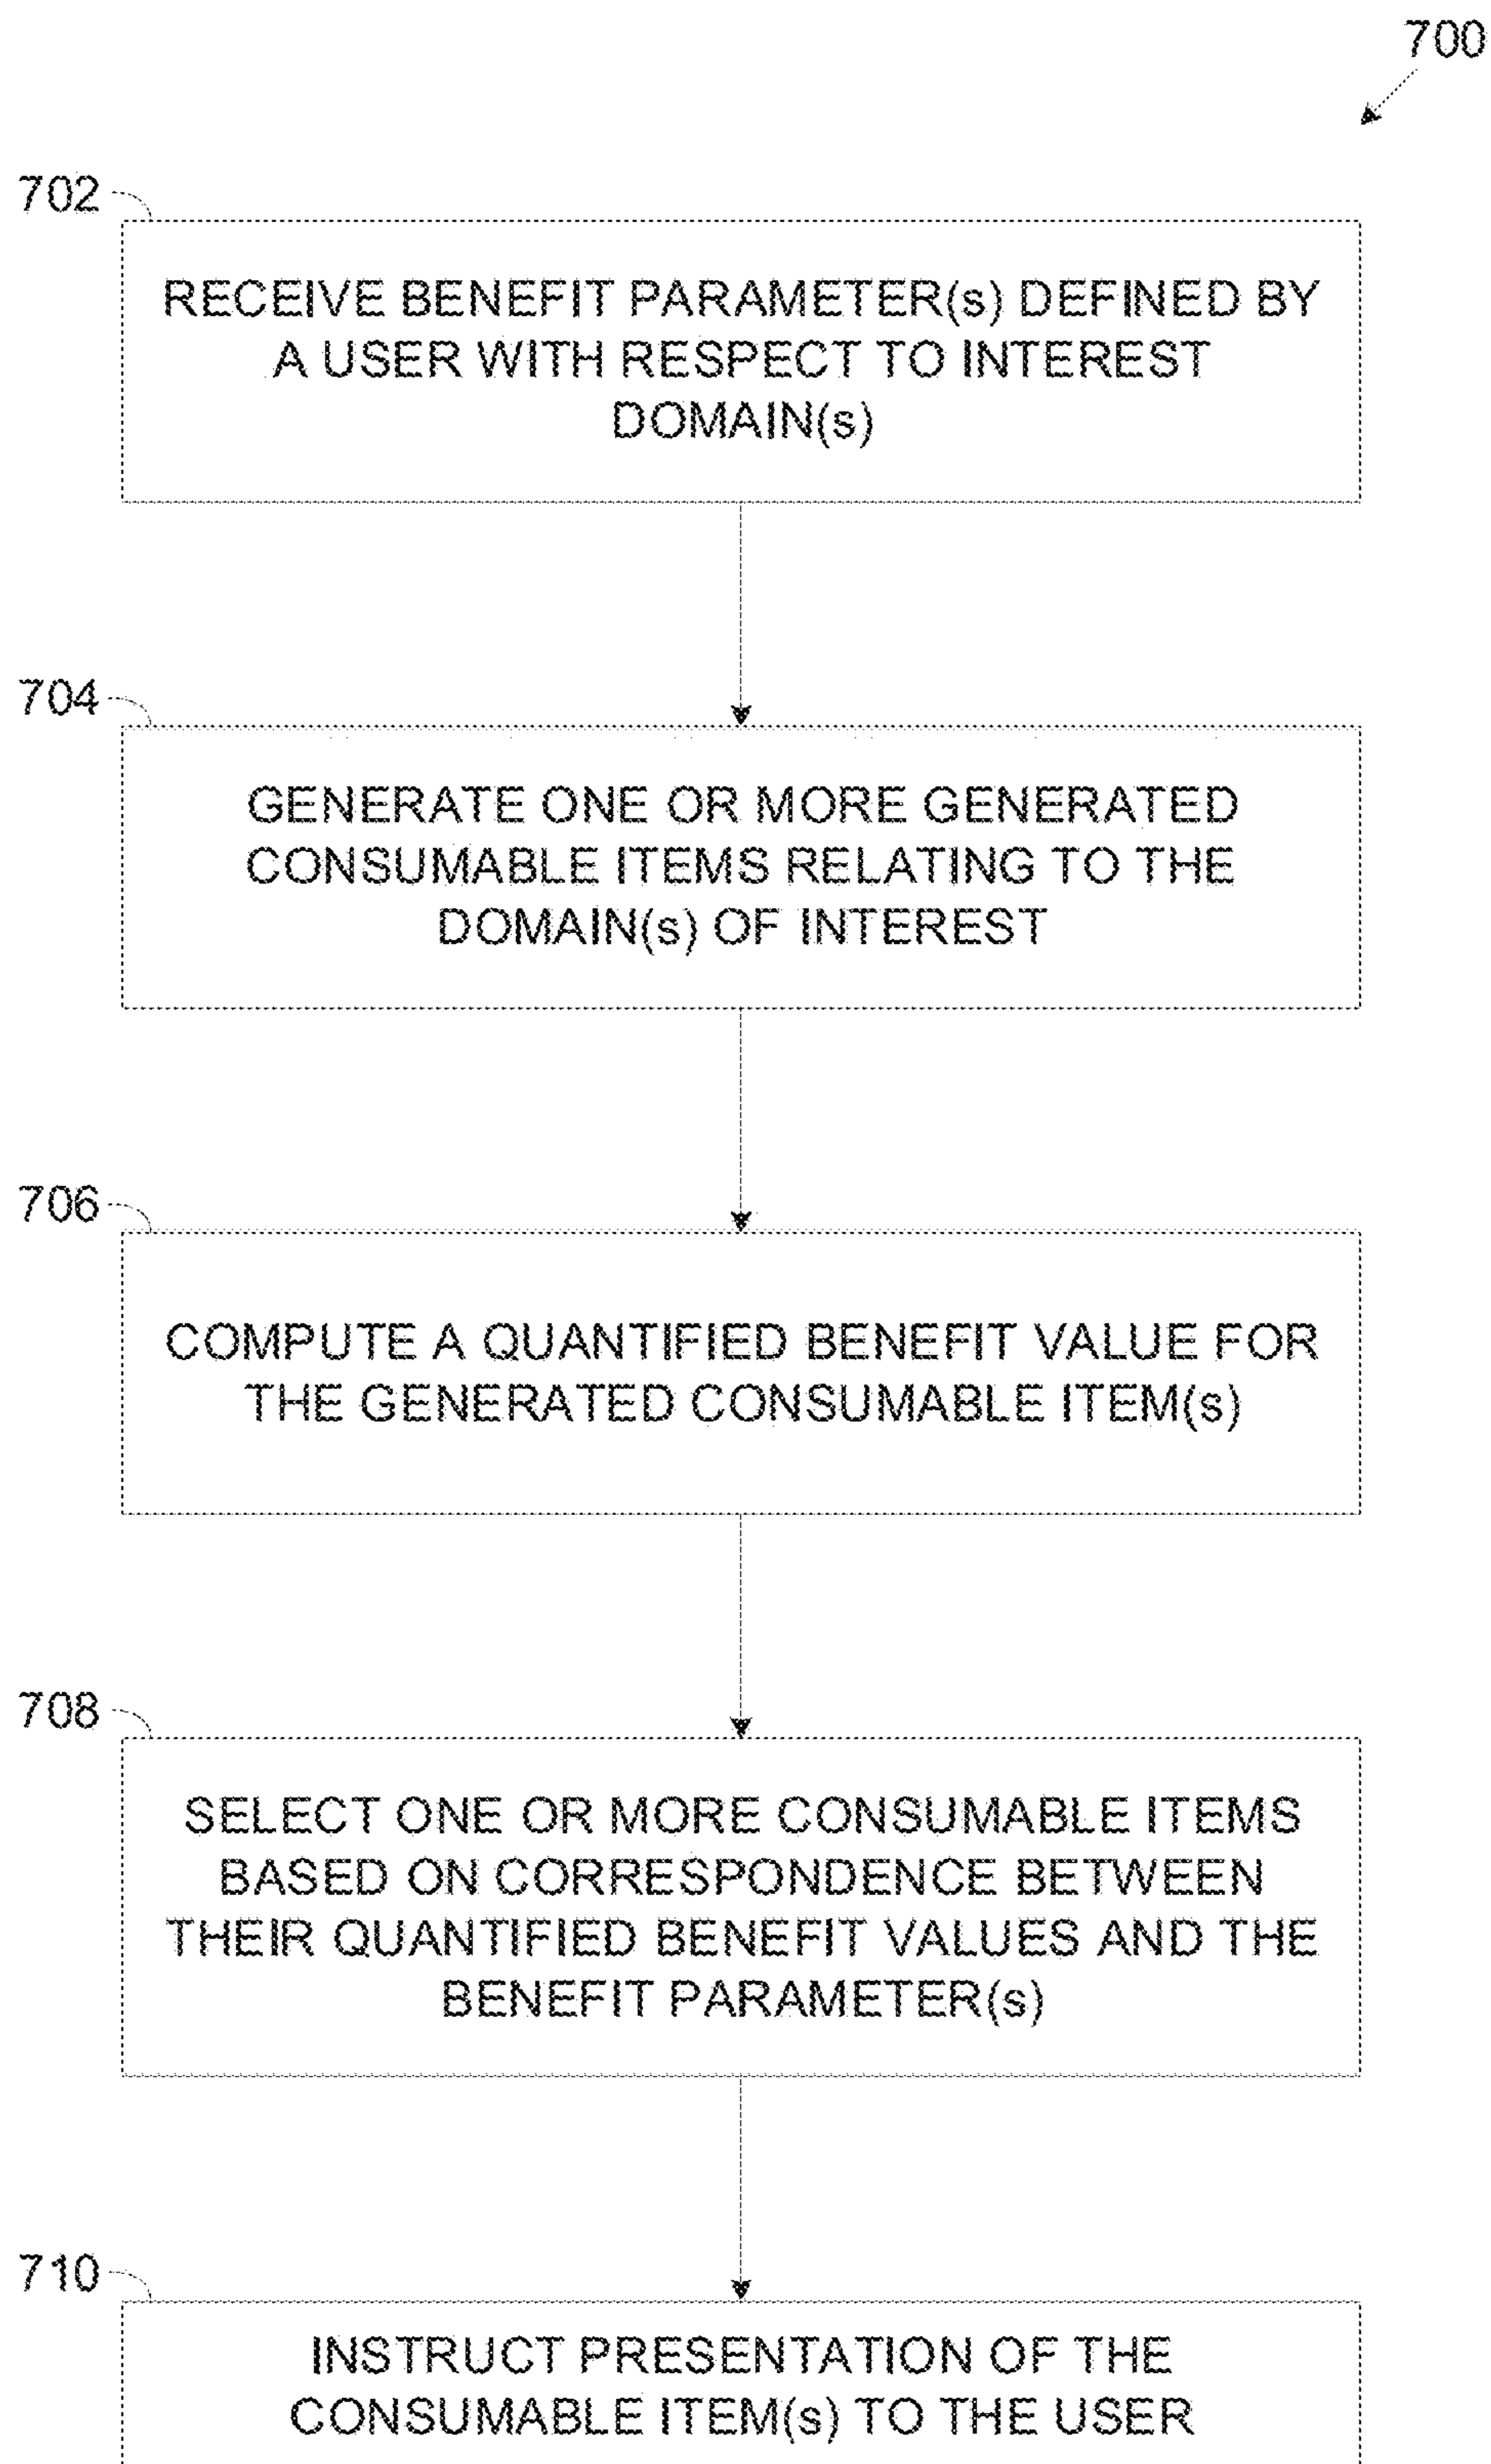 700
702
RECEIVE BENEFIT PARAMETER(s) DEFINED BY
A USER WITH RESPECT TO INTEREST
DOMAIN(s)
704
GENERATE ONE OR MORE GENERATED
CONSUMABLE ITEMS RELATING TO THE
DOMAIN(s) OF INTEREST
706
COMPUTE A QUANTIFIED BENEFIT VALUE FOR
THE GENERATED CONSUMABLE ITEM(s)
708
SELECT ONE OR MORE CONSUMABLE ITEMS
BASED ON CORRESPONDENCE BETWEEN
THEIR QUANTIFIED BENEFIT VALUES AND THE
BENEFIT PARAMETER(s)
710
INSTRUCT PRESENTATION OF THE
CONSUMABLE ITEM(s) TO THE USER